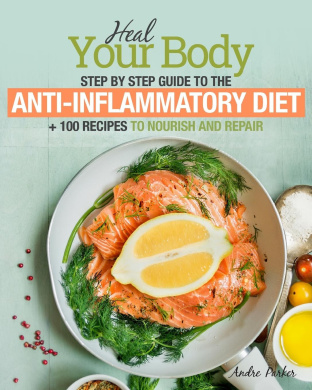 Heal
Your Body
STEP BY STEP GUIDE TO THE
ANTI-INFLAMMATORY DIET
+ 100 RECIPES TO NOURISH AND REPAIR
Andre Parker